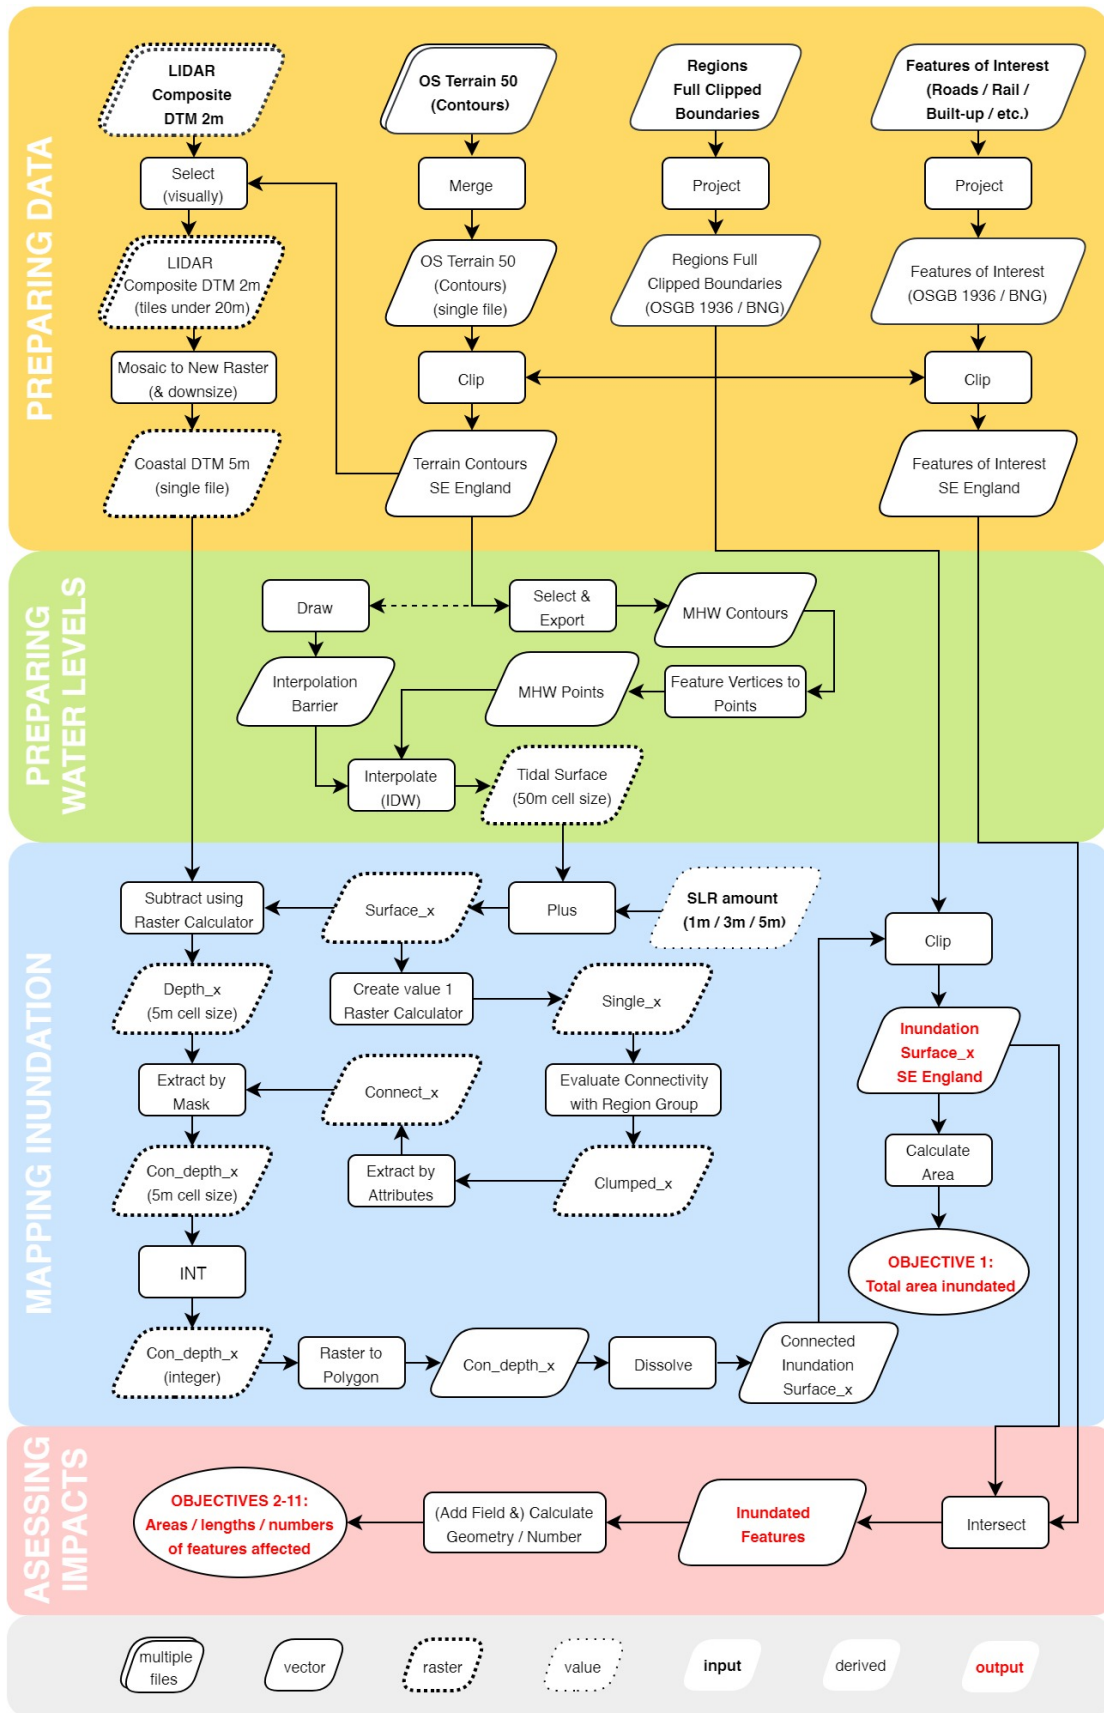 PREPARING DATA
LIDAR
Composite
DTM 2m
OS Terrain 50
(Contours)
Regions
Full Clipped
Boundaries
Features of Interest
(Roads / Rail /
Built-up / etc.)
Select
(visually)
Merge
Project
Project
LIDAR
Composite DTM 2m
(tiles under 20m)
OS Terrain 50
(Contours)
(single file)
Regions Full
Clipped Boundaries
(OSGB 1936 / BNG)
Features of Interest
(OSGB 1936 / BNG)
Mosaic to New Raster
(& downsize)
Clip
Clip
Coastal DTM 5m
(single file)
Terrain Contours
SE England
Features of Interest
SE England
PREPARING
WATER LEVELS
Draw
Select &
Export
MHW Contours
Interpolation
Barrier
MHW Points
Feature Vertices to
Points
Interpolate
(IDW)
Tidal Surface
(50m cell size)
MAPPING INUNDATION
Subtract using
Raster Calculator
Surface_x
Plus
SLR amount
(1m / 3m / 5m)
Clip
Depth_x
(5m cell size)
Create value 1
Raster Calculator
Single_x
Inundation
Surface_x
SE England
Extract by
Mask
Connect_x
Evaluate Connectivity
with Region Group
Calculate
Area
Con_depth_x
(5m cell size)
Extract by
Attributes
Clumped_x
INT
OBJECTIVE 1:
Total area inundated
Con_depth_x
(integer)
Raster to
Polygon
Con_depth_x
Dissolve
Connected
Inundation
Surface_x
ASESSING
IMPACTS
OBJECTIVES 2-11:
Areas / lengths / numbers
of features affected
(Add Field &) Calculate
Geometry / Number
Inundated
Features
Intersect
multiple
files
vector
raster
value
input
derived
output